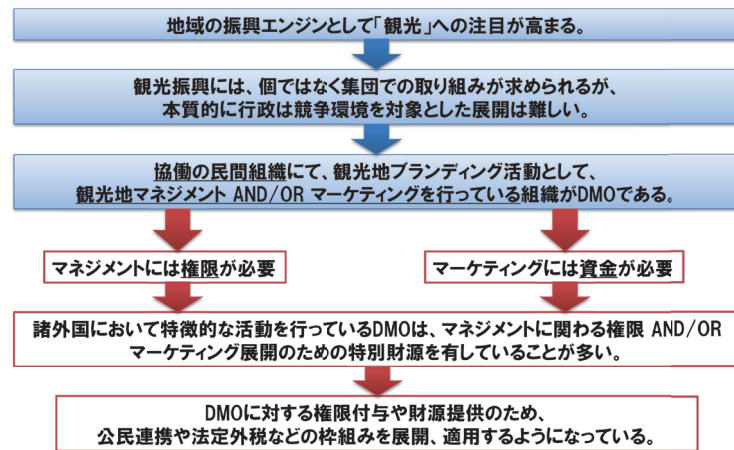 地域の振興エンジンとして「観光」への注目が高まる。
観光振興には、個ではなく集団での取り組みが求められるが、
本質的に行政は競争環境を対象とした展開は難しい。
協働の民間組織にて、観光地ブランディング活動として、
観光地マネジメント AND/OR マーケティングを行っている組織がDMOである。
マネジメントには権限が必要
マーケティングには資金が必要
諸外国において特徴的な活動を行っているDMOは、マネジメントに関わる権限 AND/OR
マーケティング展開のための特別財源を有していることが多い。
DMOに対する権限付与や財源提供のため、
公民連携や法定外税などの枠組みを展開、適用するようになっている。